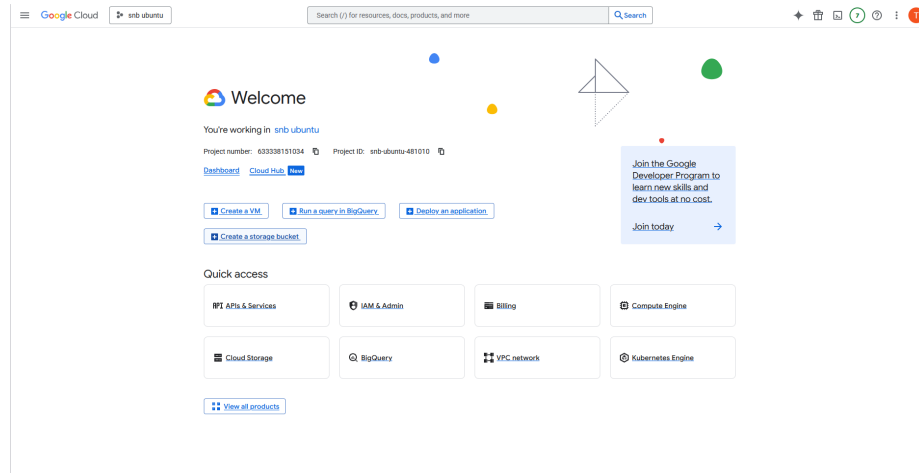 Google Cloud
snb ubuntu
Search (/) for resources, docs, products, and more
Search
7
T
Welcome
You're working in snb ubuntu
Project number: 633338151034
Project ID: snb-ubuntu-481010
Dashboard
Cloud Hub New
Join the Google
Developer Program to
learn new skills and
dev tools at no cost.
Join today
Create a VM
Run a query in BigQuery
Deploy an application
Create a storage bucket
Quick access
API APIs & Services
IAM & Admin
Billing
Compute Engine
Cloud Storage
BigQuery
VPC network
Kubernetes Engine
View all products